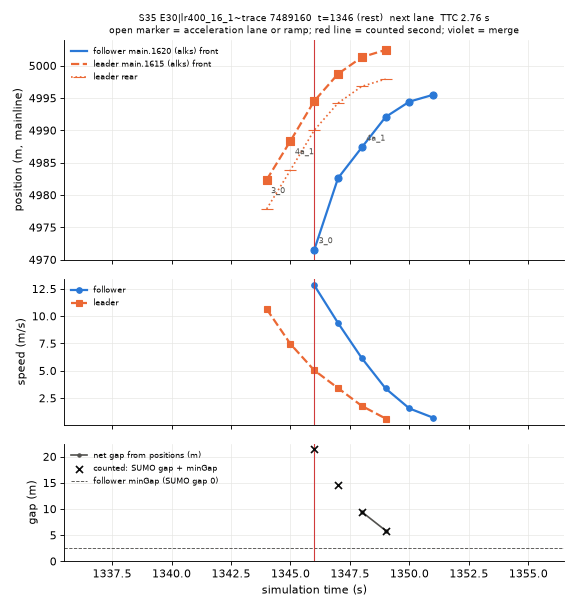 S35 E30|lr400_16_1~trace 7489160  t=1346 (rest)  next lane  TTC 2.76 s
open marker = acceleration lane or ramp; red line = counted second; violet = merge
follower main.1620 (alks) front
leader main.1615 (alks) front
leader rear
position (m, mainline)
5000
4995
4990
4985
4980
4975
4970
3_0
4a_1
3_0
4a_1
follower
leader
speed (m/s)
12.5
10.0
7.5
5.0
2.5
net gap from positions (m)
counted: SUMO gap + minGap
follower minGap (SUMO gap 0)
gap (m)
20
15
10
5
0
1337.5
1340.0
1342.5
1345.0
1347.5
1350.0
1352.5
1355.0
simulation time (s)